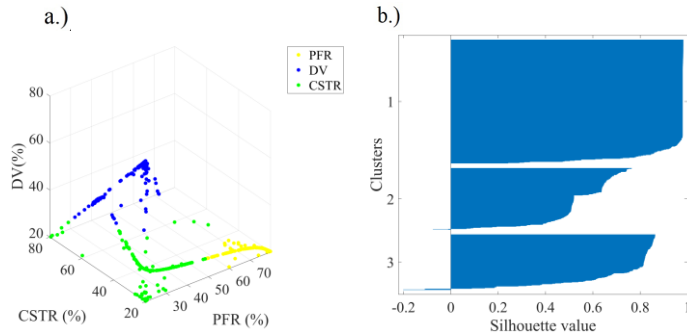 a.)
PFR
DV
CSTR
DV(%)
80
60
40
20
80
60
40
20
CSTR (%)
30
40
50
60
70
PFR (%)
b.)
Clusters
1
2
3
-0.2
0
0.2
0.4
0.6
0.8
1
Silhouette value